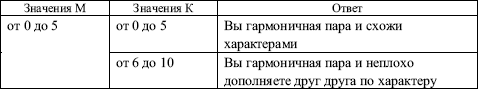 Значения М Значения К Ответ
от 0 до 5 от 0 до 5 Вы гармоничная пара и схожи
характерами
от 6 до 10 Вы гармоничная пара и неплохо
дополняете друг друга по характеру